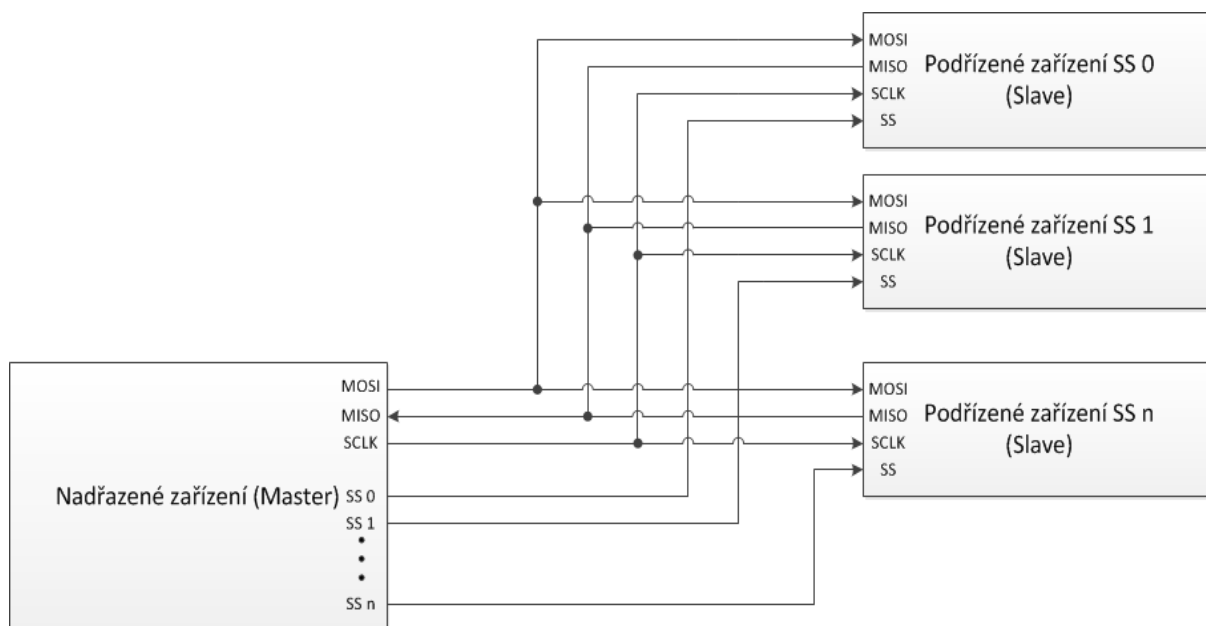 MOSI
MISO
SCLK
SS
Podřízené zařízení SS 0
(Slave)
MOSI
MISO
SCLK
SS
Podřízené zařízení SS 1
(Slave)
MOSI
MISO
SCLK
SS
Podřízené zařízení SS n
(Slave)
MOSI
MISO
SCLK
Nadřazené zařízení (Master)
SS 0
SS 1
SS n